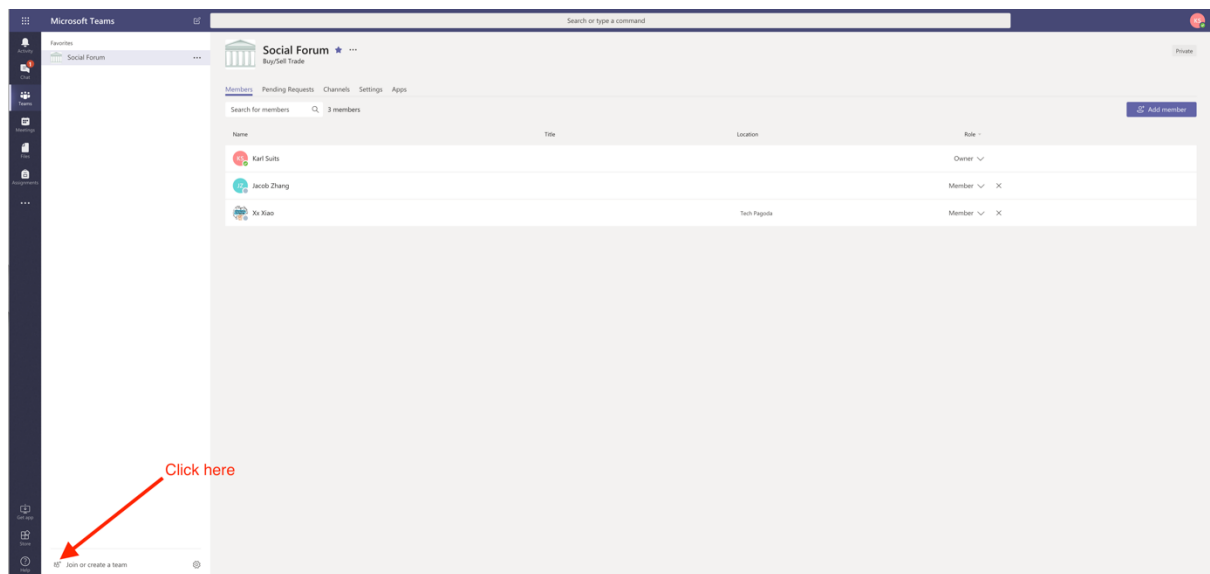 Microsoft Teams
Search or type a command
KS
Activity
Chat
Teams
Meetings
Files
Assignments
Get app
Store
Help
Favorites
Social Forum
Join or create a team
Click here
Social Forum
Buy/Sell Trade
Private
Members Pending Requests Channels Settings Apps
Search for members 3 members
Add member
Name Title Location Role
KS Karl Suits Owner
JZ Jacob Zhang Member
Xx Xiao Tech Pagoda Member